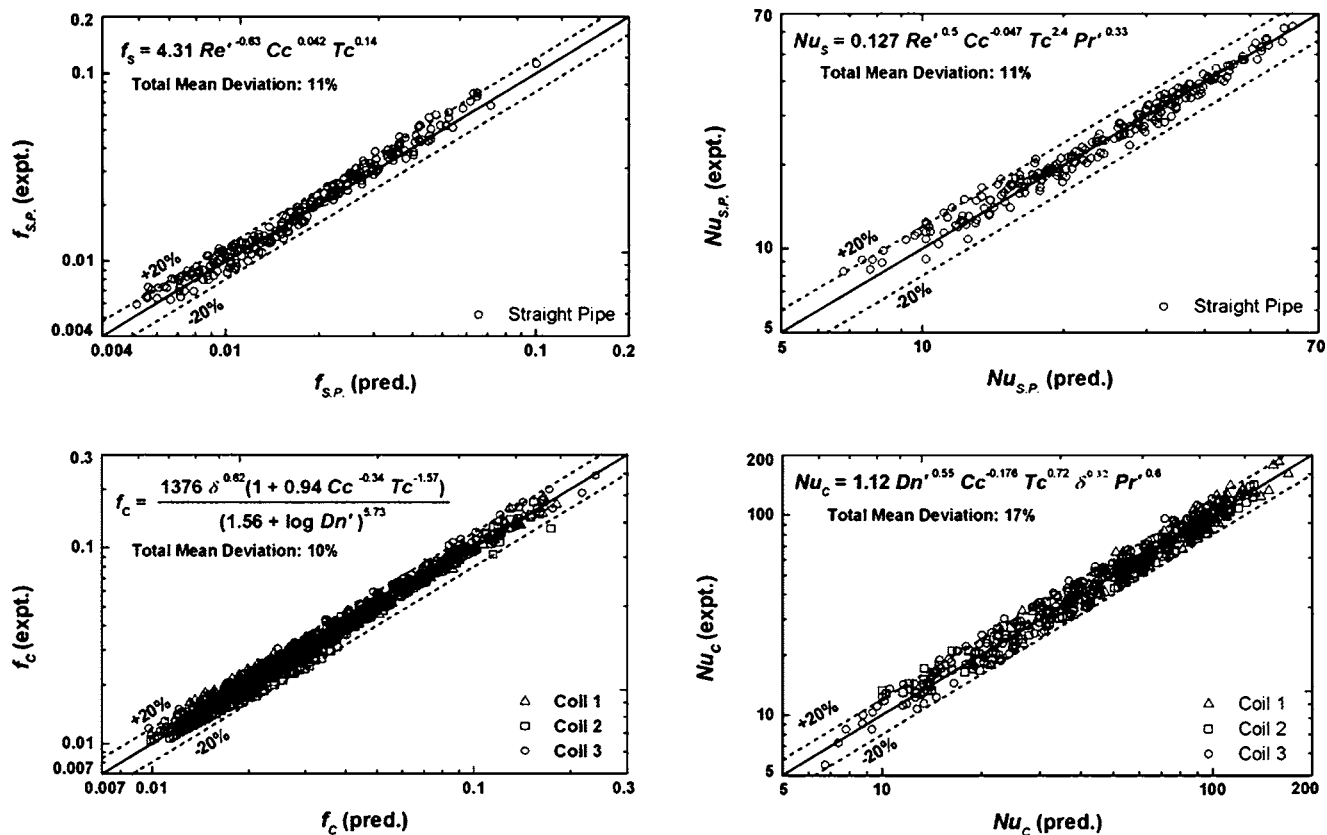 0.2
f_S = 4.31 Re'^-0.63 Cc^0.042 Tc^0.14
Total Mean Deviation: 11%
0.1
f_S.P. (expt.)
+20%
0.01
-20%
Straight Pipe
0.004
0.004 0.01 0.1 0.2
f_S.P. (pred.)
70
Nu_S = 0.127 Re'^0.5 Cc^-0.047 Tc^2.4 Pr'^0.33
Total Mean Deviation: 11%
Nu_S.P. (expt.)
10
+20%
-20%
Straight Pipe
5
5 10 70
Nu_S.P. (pred.)
0.3
f_C = 1376 δ^0.62 (1 + 0.94 Cc^-0.34 Tc^-1.57)
(1.56 + log Dn')^5.73
Total Mean Deviation: 10%
0.1
f_C (expt.)
+20%
-20%
Coil 1
Coil 2
Coil 3
0.01
0.007
0.007 0.01 0.1 0.3
f_C (pred.)
200
Nu_C = 1.12 Dn'^0.55 Cc^-0.176 Tc^0.72 δ Pr'^0.6
Total Mean Deviation: 17%
100
Nu_C (expt.)
+20%
-20%
Coil 1
Coil 2
Coil 3
10
5
5 10 100 200
Nu_C (pred.)